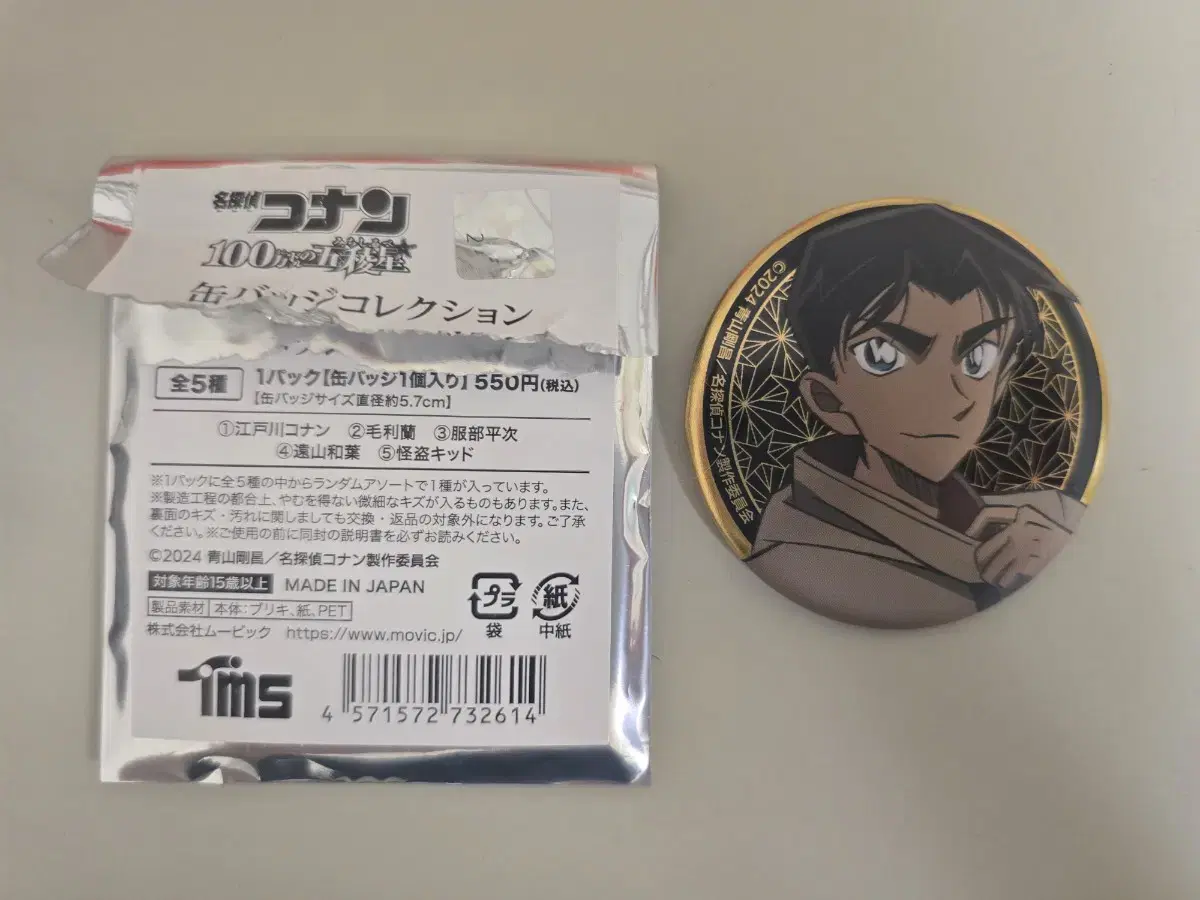 名探偵
コナン
100万ドルの五稜星
缶バッジコレクション
全5種
1パック【缶バッジ1個入り】550円(税込)
【缶バッジサイズ直径約5.7cm】
①江戸川コナン ②毛利蘭 ③服部平次
④遠山和葉 ⑤怪盗キッド
※1パックに全5種の中からランダムアソートで1種が入っています。
※製造工程の都合上、やむを得ない微細なキズが入るものもあります。また、
裏面のキズ・汚れに関しましても交換・返品の対象外になります。ご了承
ください。※ご使用の前に同封の説明書を必ずお読みください。
©2024 青山剛昌/名探偵コナン製作委員会
対象年齢15歳以上 MADE IN JAPAN
製品素材 本体:ブリキ、紙、PET
株式会社ムービック https://www.movic.jp/
プラ
袋
紙
中紙
tms
4 571572 732614
©2024 青山剛昌/名探偵コナン製作委員会